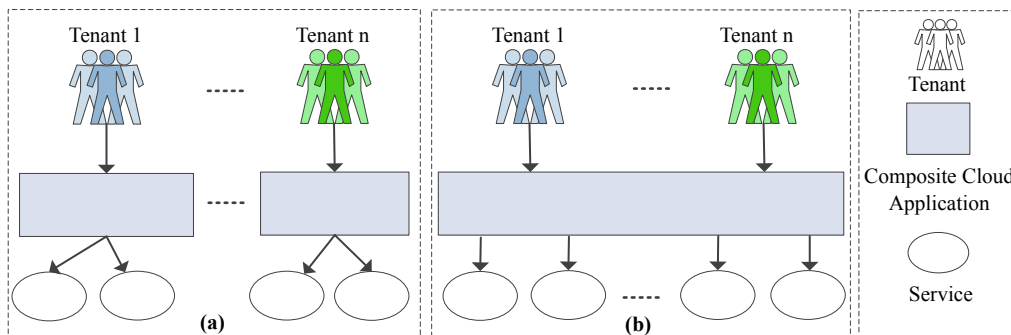 Tenant 1
Tenant n
(a)
Tenant 1
Tenant n
(b)
Tenant
Composite Cloud
Application
Service